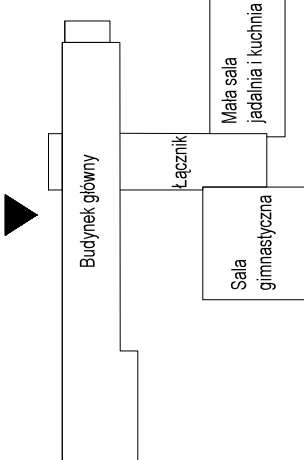 Budynek główny
Łącznik
Mała sala
jadalnia i kuchnia
Sala
gimnastyczna